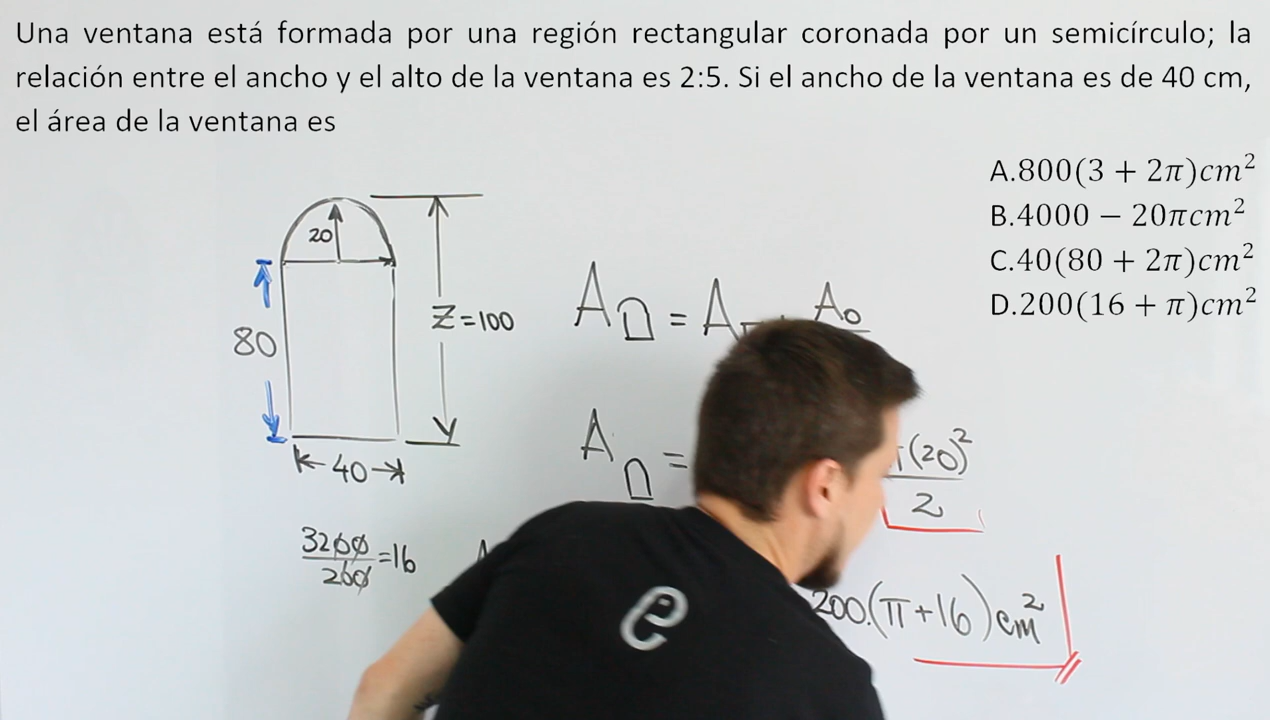 Una ventana está formada por una región rectangular coronada por un semicírculo; la
relación entre el ancho y el alto de la ventana es 2:5. Si el ancho de la ventana es de 40 cm,
el área de la ventana es
A.800(3 + 2π)cm²
B.4000 − 20πcm²
C.40(80 + 2π)cm²
D.200(16 + π)cm²
20
80
Z=100
40
A = A
A =
(20)²
2
3200
200
=16
200.(π+16)cm²
e